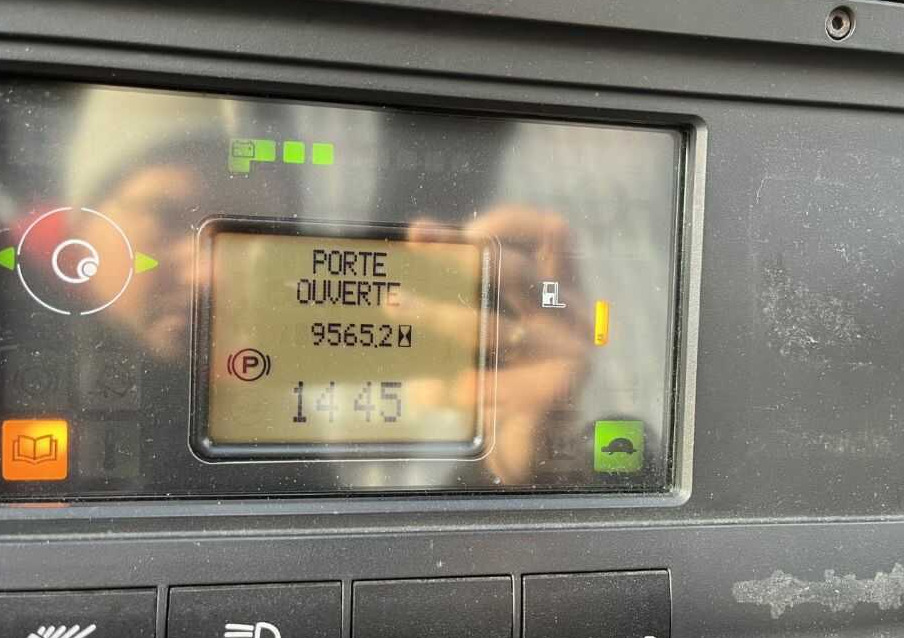 PORTE
OUVERTE
9565.2
(P)
14 45